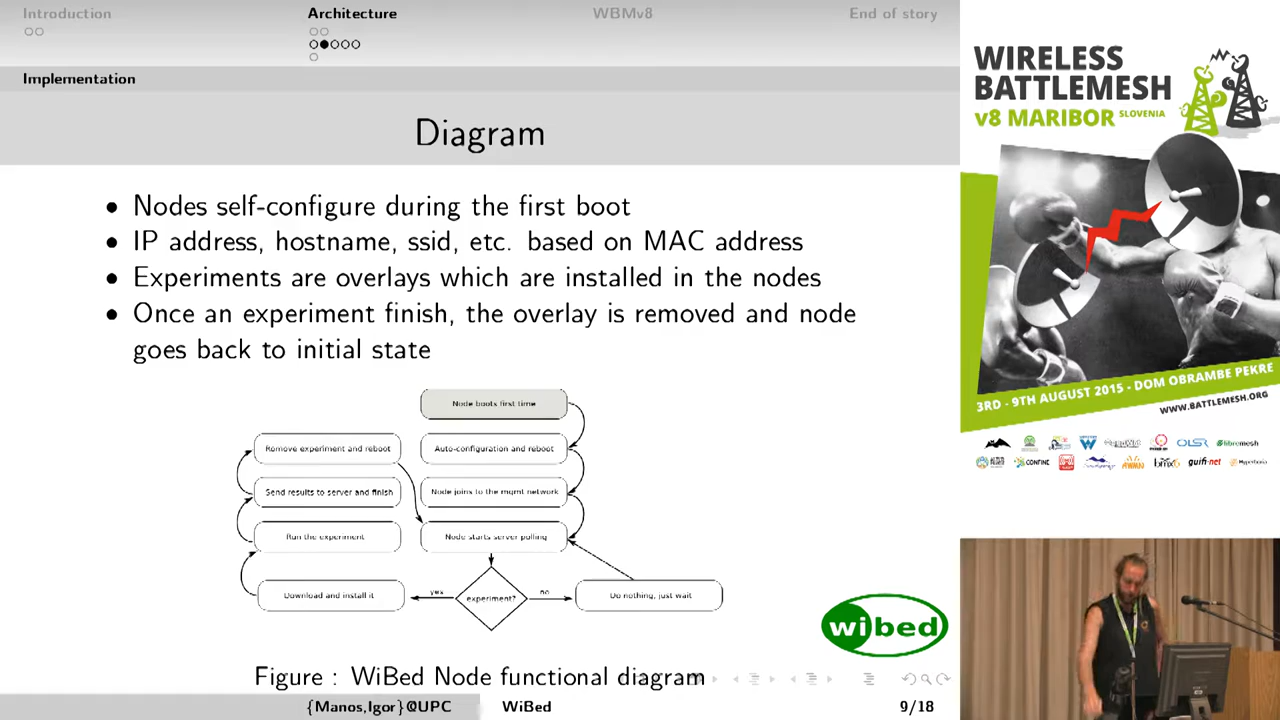 Introduction
Architecture
WBMv8
End of story
Implementation
Diagram
• Nodes self-configure during the first boot
• IP address, hostname, ssid, etc. based on MAC address
• Experiments are overlays which are installed in the nodes
• Once an experiment finish, the overlay is removed and node
goes back to initial state
Node boots first time
Remove experiment and reboot
Auto-configuration and reboot
Send results to server and finish
Node joins to the mgmt network
Run the experiment
Node starts server polling
Download and install it
yes
experiment?
no
Do nothing, just wait
wibed
Figure : WiBed Node functional diagram
{Manos,Igor}@UPC
WiBed
9/18
WIRELESS
BATTLEMESH
v8 MARIBOR SLOVENIA
3RD - 9TH AUGUST 2015 - DOM OBRAMBE PEKRE
WWW.BATTLEMESH.ORG
OLSR
libremesh
CONFINE
AWMN
bmx6
guifi·net